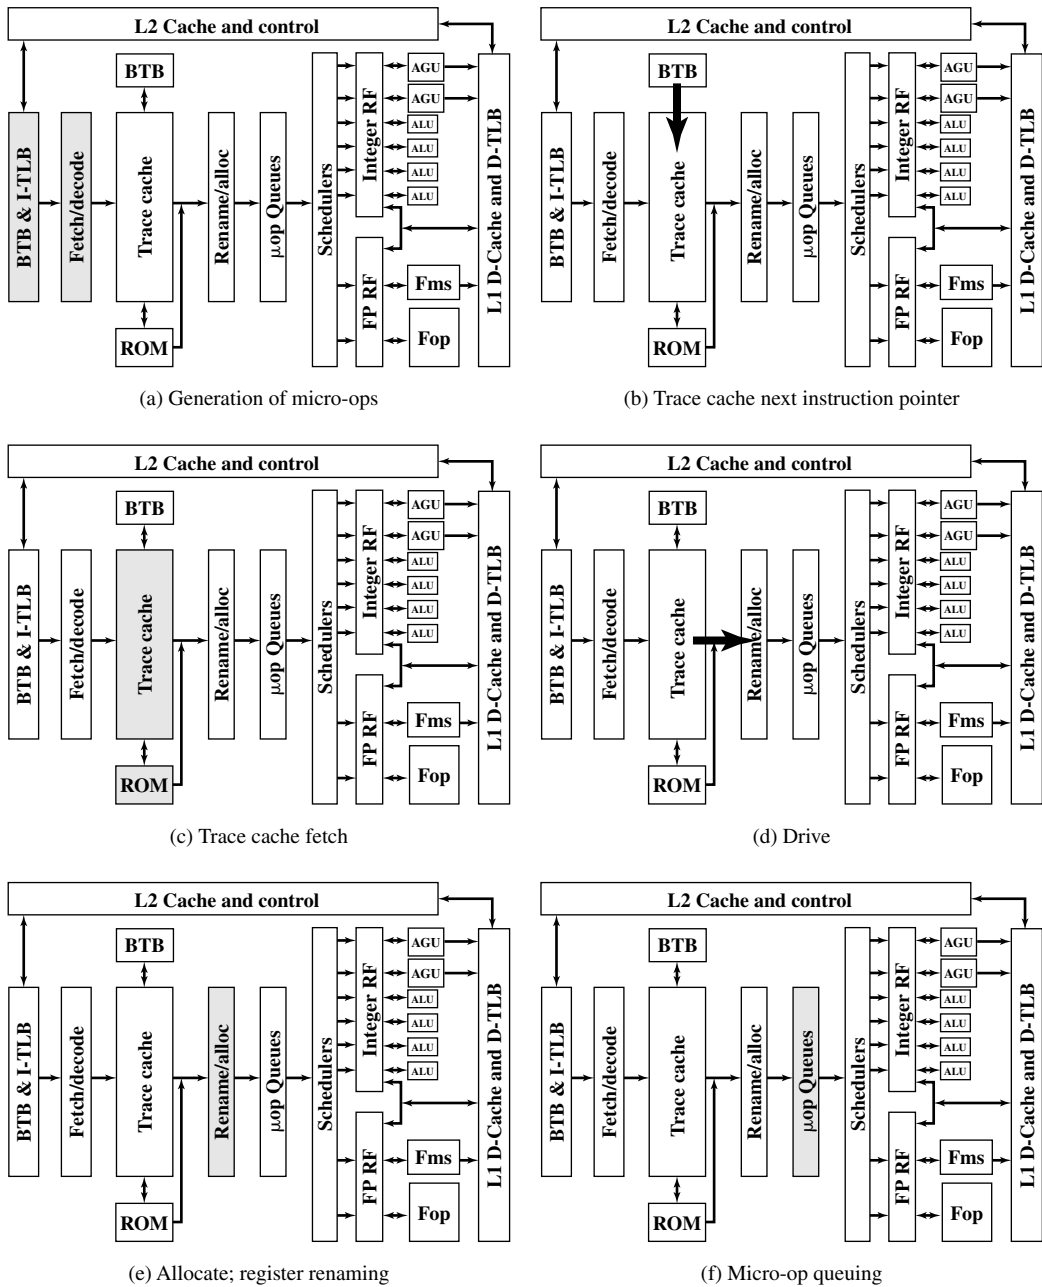 L2 Cache and control
BTB
BTB & I-TLB
Fetch/decode
Trace cache
ROM
Rename/alloc
μop Queues
Schedulers
Integer RF
FP RF
AGU
AGU
ALU
ALU
ALU
ALU
Fms
Fop
L1 D-Cache and D-TLB
(a) Generation of micro-ops
L2 Cache and control
BTB
BTB & I-TLB
Fetch/decode
Trace cache
ROM
Rename/alloc
μop Queues
Schedulers
Integer RF
FP RF
AGU
AGU
ALU
ALU
ALU
ALU
Fms
Fop
L1 D-Cache and D-TLB
(b) Trace cache next instruction pointer
L2 Cache and control
BTB
BTB & I-TLB
Fetch/decode
Trace cache
ROM
Rename/alloc
μop Queues
Schedulers
Integer RF
FP RF
AGU
AGU
ALU
ALU
ALU
ALU
Fms
Fop
L1 D-Cache and D-TLB
(c) Trace cache fetch
L2 Cache and control
BTB
BTB & I-TLB
Fetch/decode
Trace cache
ROM
Rename/alloc
μop Queues
Schedulers
Integer RF
FP RF
AGU
AGU
ALU
ALU
ALU
ALU
Fms
Fop
L1 D-Cache and D-TLB
(d) Drive
L2 Cache and control
BTB
BTB & I-TLB
Fetch/decode
Trace cache
ROM
Rename/alloc
μop Queues
Schedulers
Integer RF
FP RF
AGU
AGU
ALU
ALU
ALU
ALU
Fms
Fop
L1 D-Cache and D-TLB
(e) Allocate; register renaming
L2 Cache and control
BTB
BTB & I-TLB
Fetch/decode
Trace cache
ROM
Rename/alloc
μop Queues
Schedulers
Integer RF
FP RF
AGU
AGU
ALU
ALU
ALU
ALU
Fms
Fop
L1 D-Cache and D-TLB
(f) Micro-op queuing